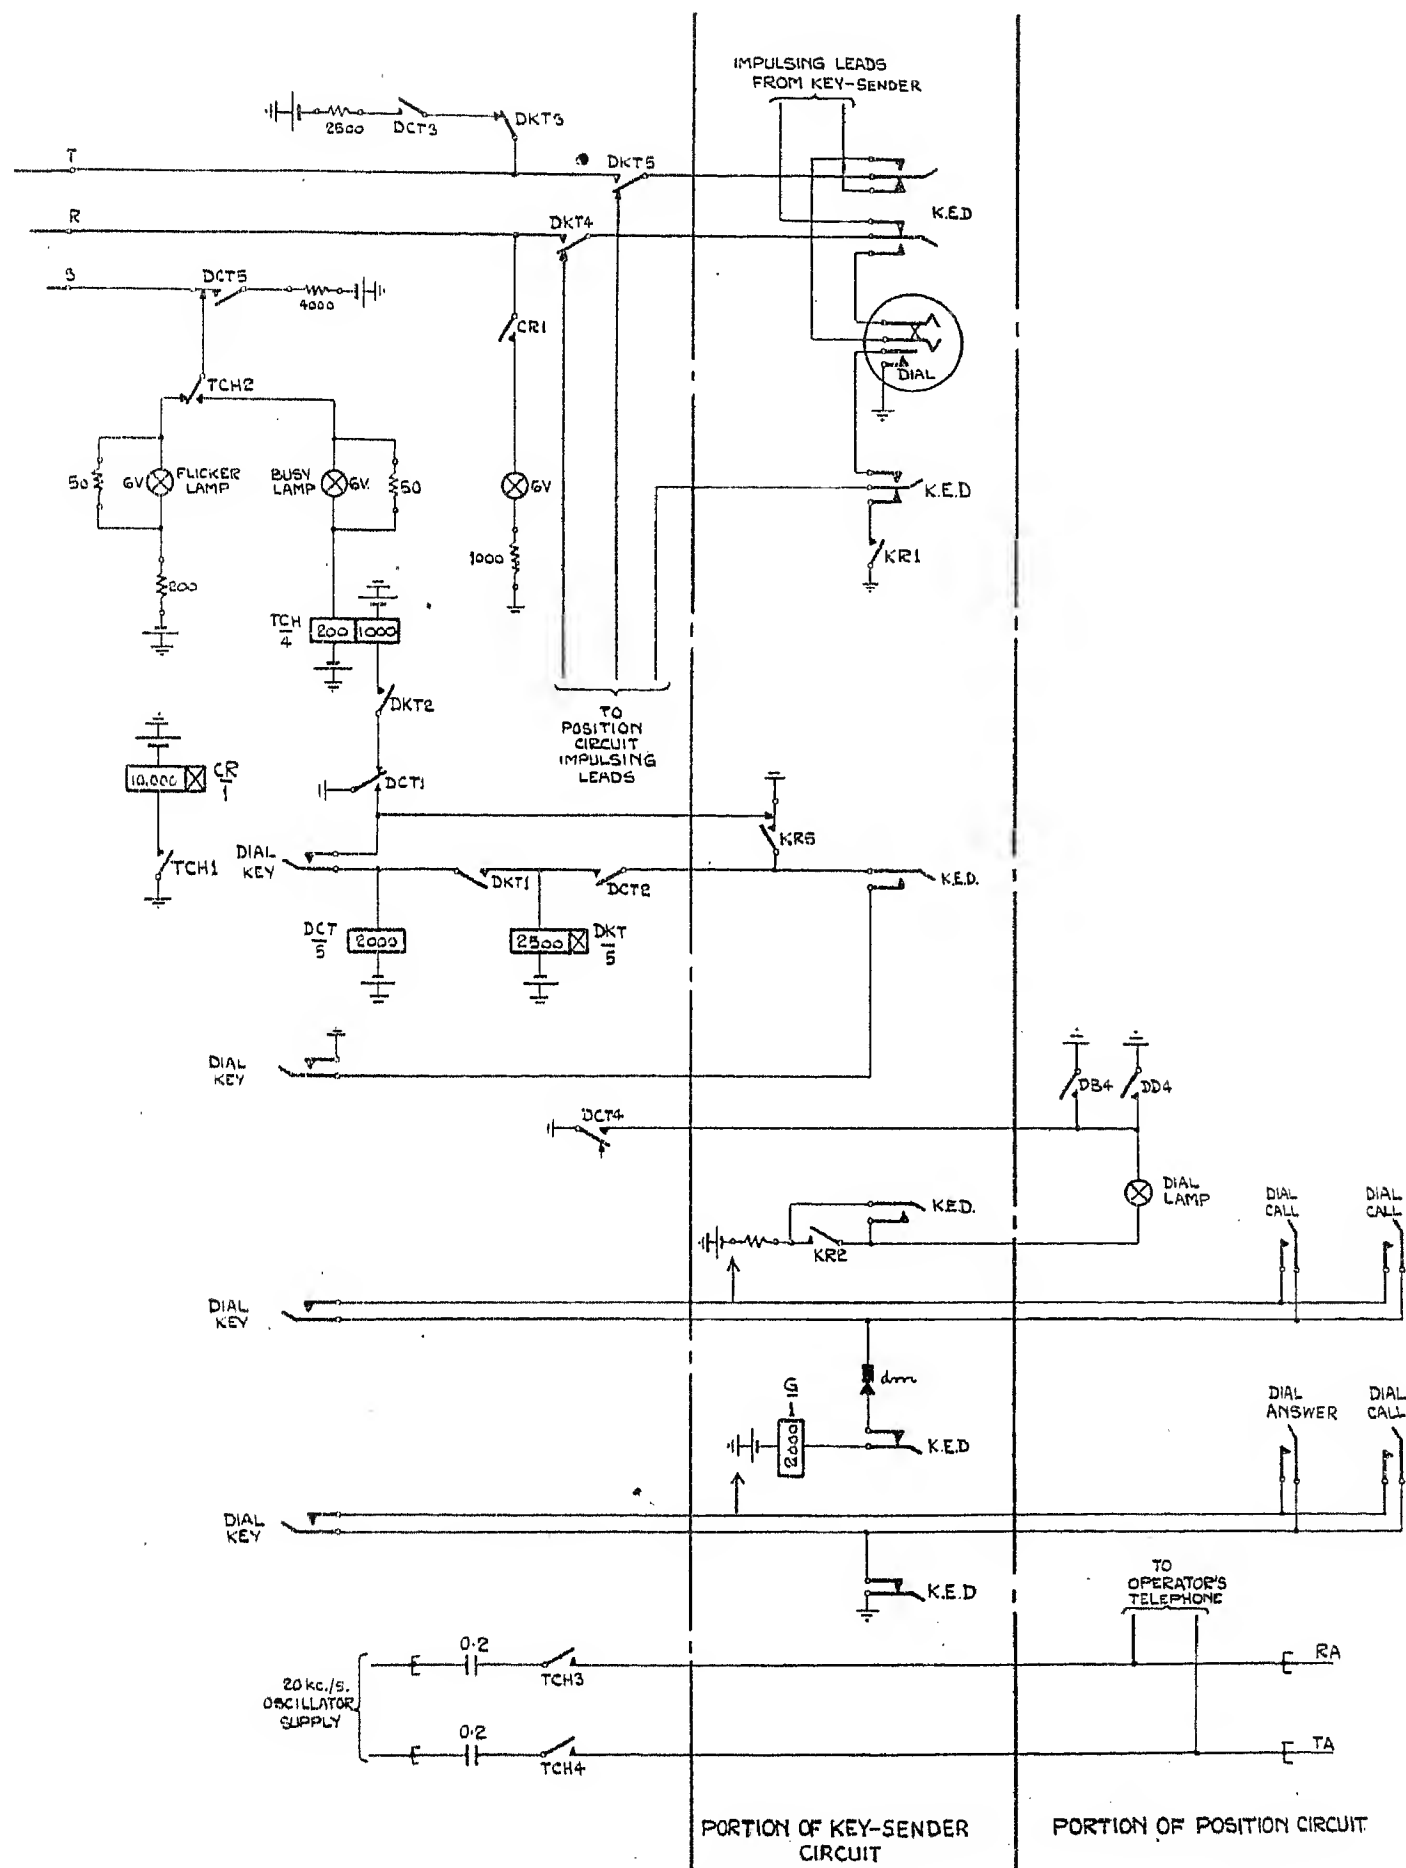 IMPULSING LEADS
FROM KEY-SENDER
2500
DCT3
DKT3
T
DKT5
K.E.D
R
DKT4
DCT5
4000
CR1
TCH2
DIAL
50
6V
FLICKER
LAMP
BUSY
LAMP
6V.
50
6V
K.E.D
200
1000
KR1
TCH
4
200
1000
DKT2
TO
POSITION
CIRCUIT
IMPULSING
LEADS
10,000
CR
1
DCT1
KR5
TCH1
DIAL
KEY
DKT1
DCT2
K.E.D.
DCT
5
2000
2500
DKT
5
DIAL
KEY
DB4
DD4
DCT4
DIAL
LAMP
DIAL
CALL
DIAL
CALL
K.E.D.
KR2
DIAL
KEY
dm
G
1
2000
K.E.D
DIAL
ANSWER
DIAL
CALL
DIAL
KEY
K.E.D
TO
OPERATOR'S
TELEPHONE
20 kc./s.
OSCILLATOR
SUPPLY
0·2
TCH3
RA
0·2
TCH4
TA
PORTION OF KEY-SENDER
CIRCUIT
PORTION OF POSITION CIRCUIT